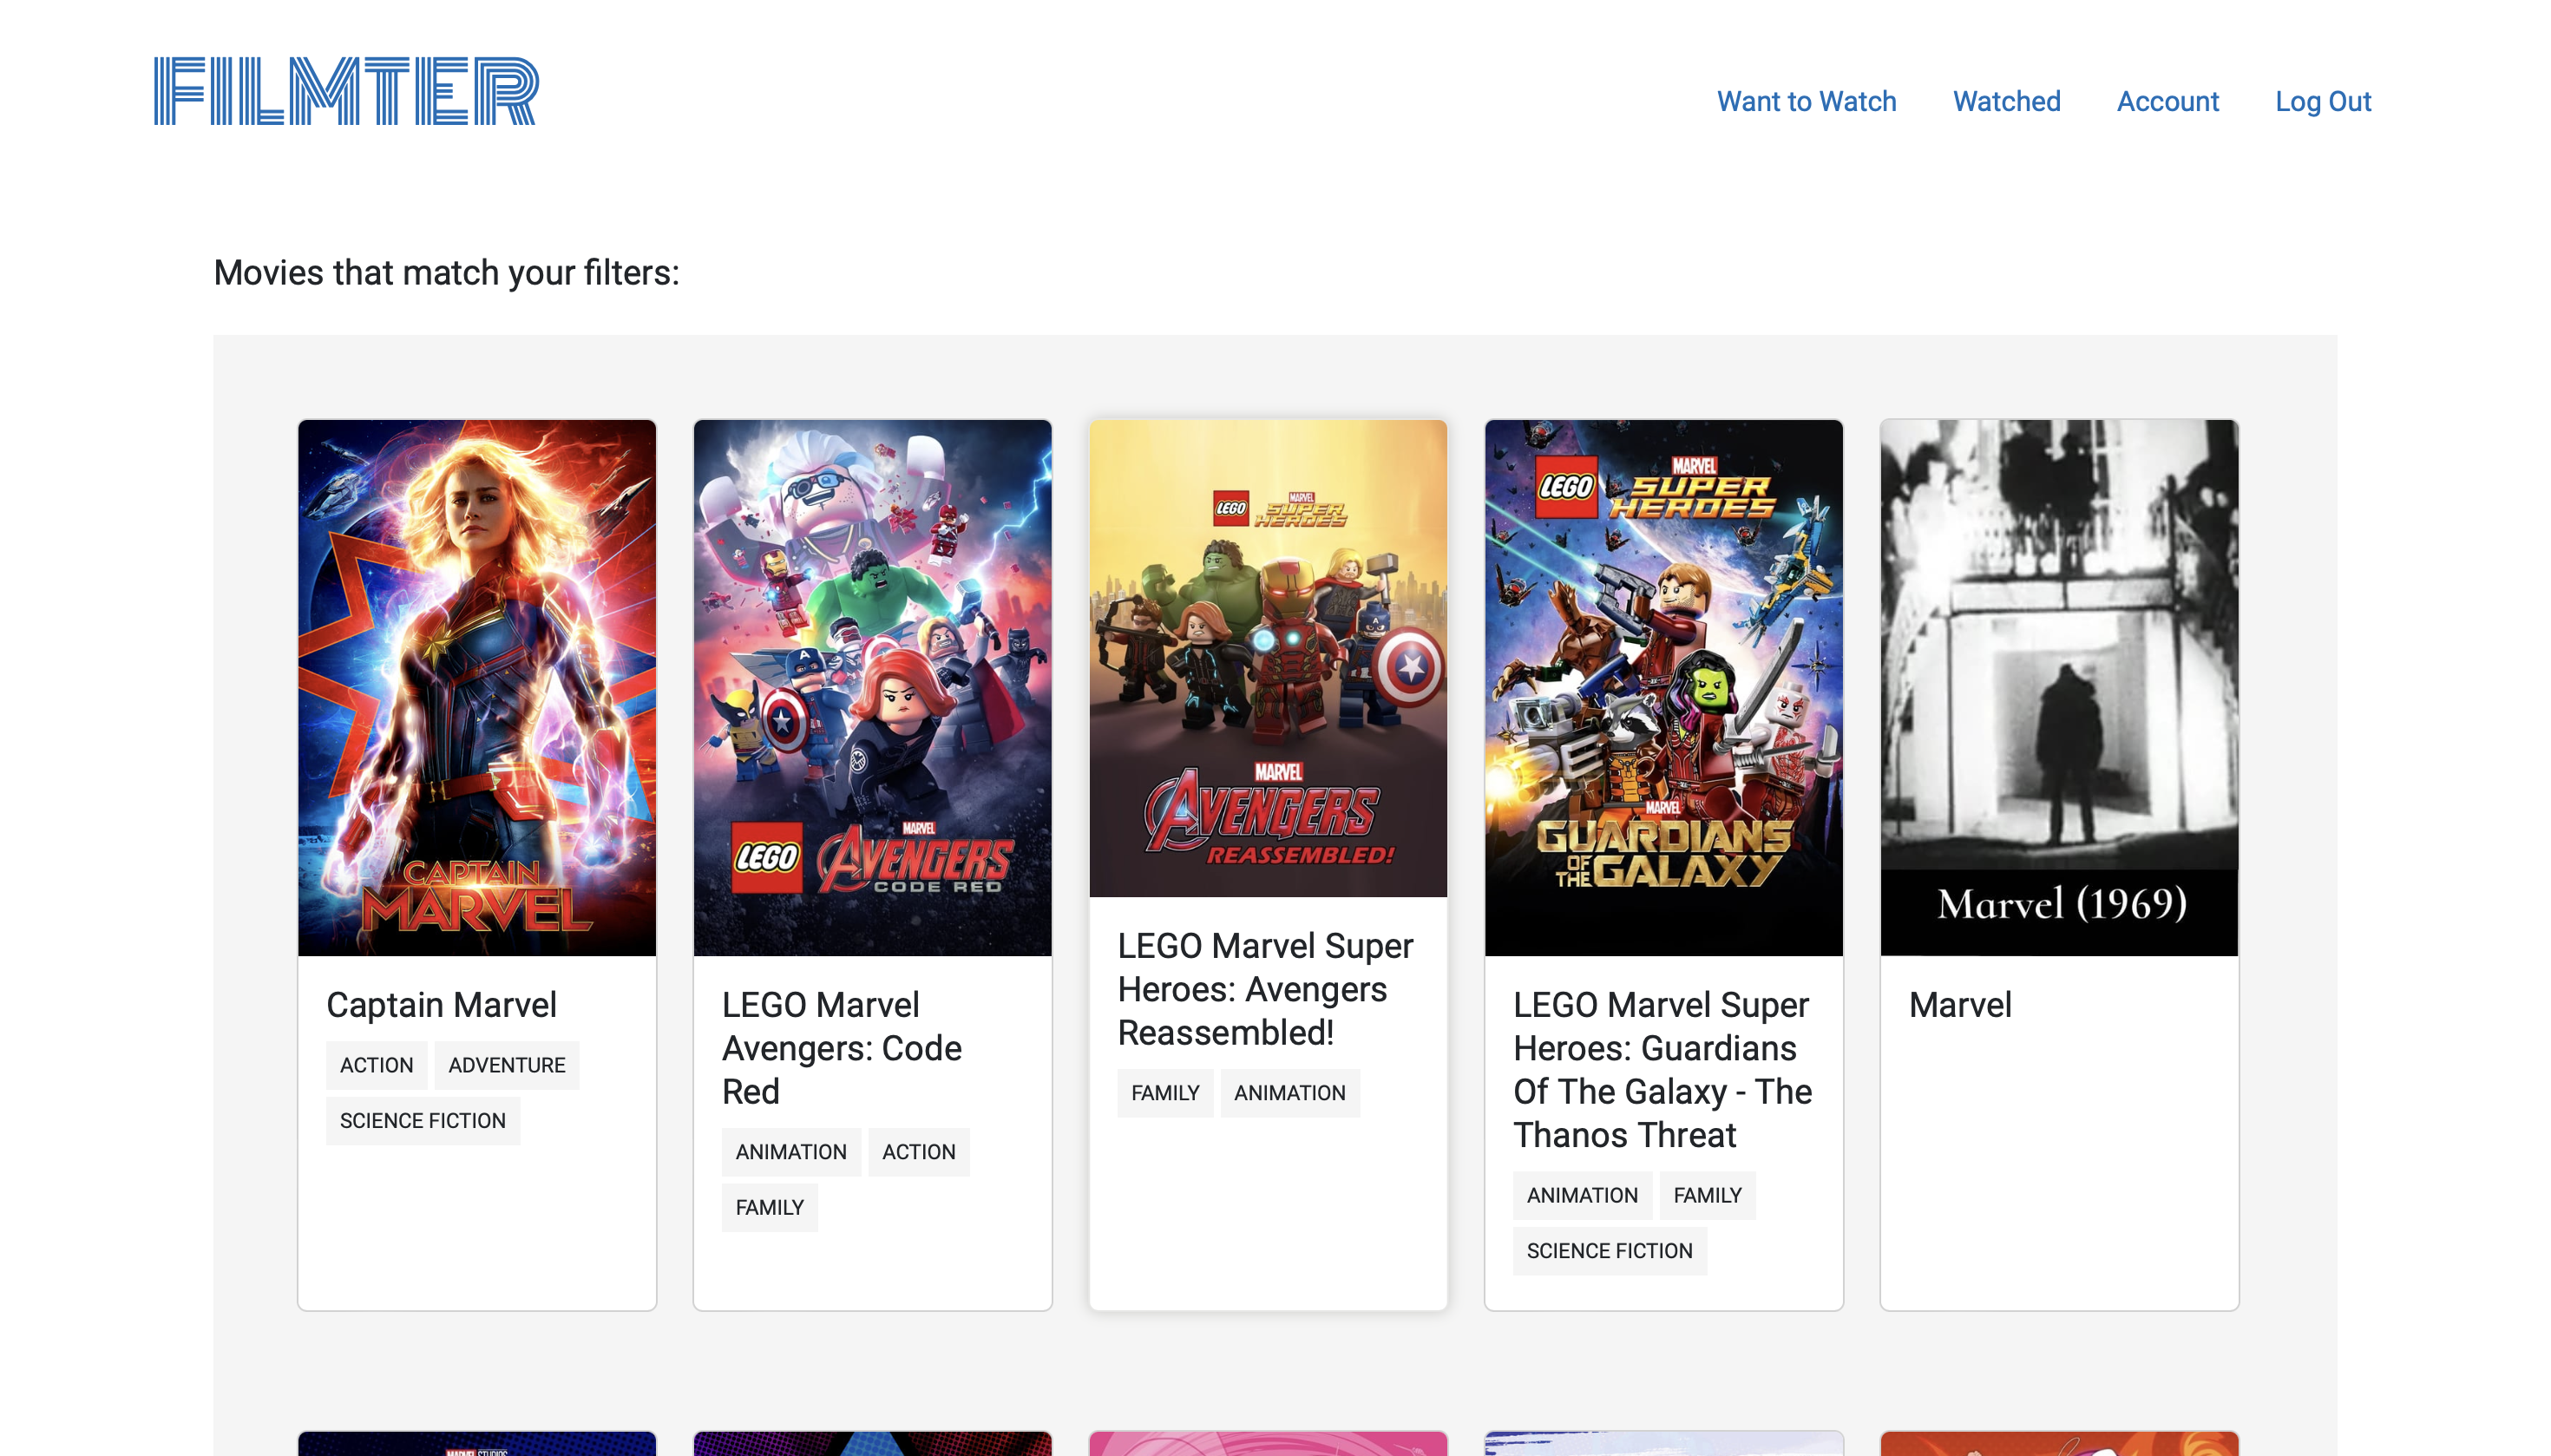 FILMTER
Want to Watch Watched Account Log Out
Movies that match your filters:
CAPTAIN
MARVEL
Captain Marvel
ACTION ADVENTURE
SCIENCE FICTION
LEGO MARVEL
AVENGERS
CODE RED
LEGO Marvel
Avengers: Code
Red
ANIMATION ACTION
FAMILY
LEGO MARVEL
SUPER
HEROES
MARVEL
AVENGERS
REASSEMBLED!
LEGO Marvel Super
Heroes: Avengers
Reassembled!
FAMILY ANIMATION
LEGO MARVEL
SUPER
HEROES
MARVEL
GUARDIANS
OF THE GALAXY
LEGO Marvel Super
Heroes: Guardians
Of The Galaxy - The
Thanos Threat
ANIMATION FAMILY
SCIENCE FICTION
Marvel (1969)
Marvel
MARVEL STUDIOS